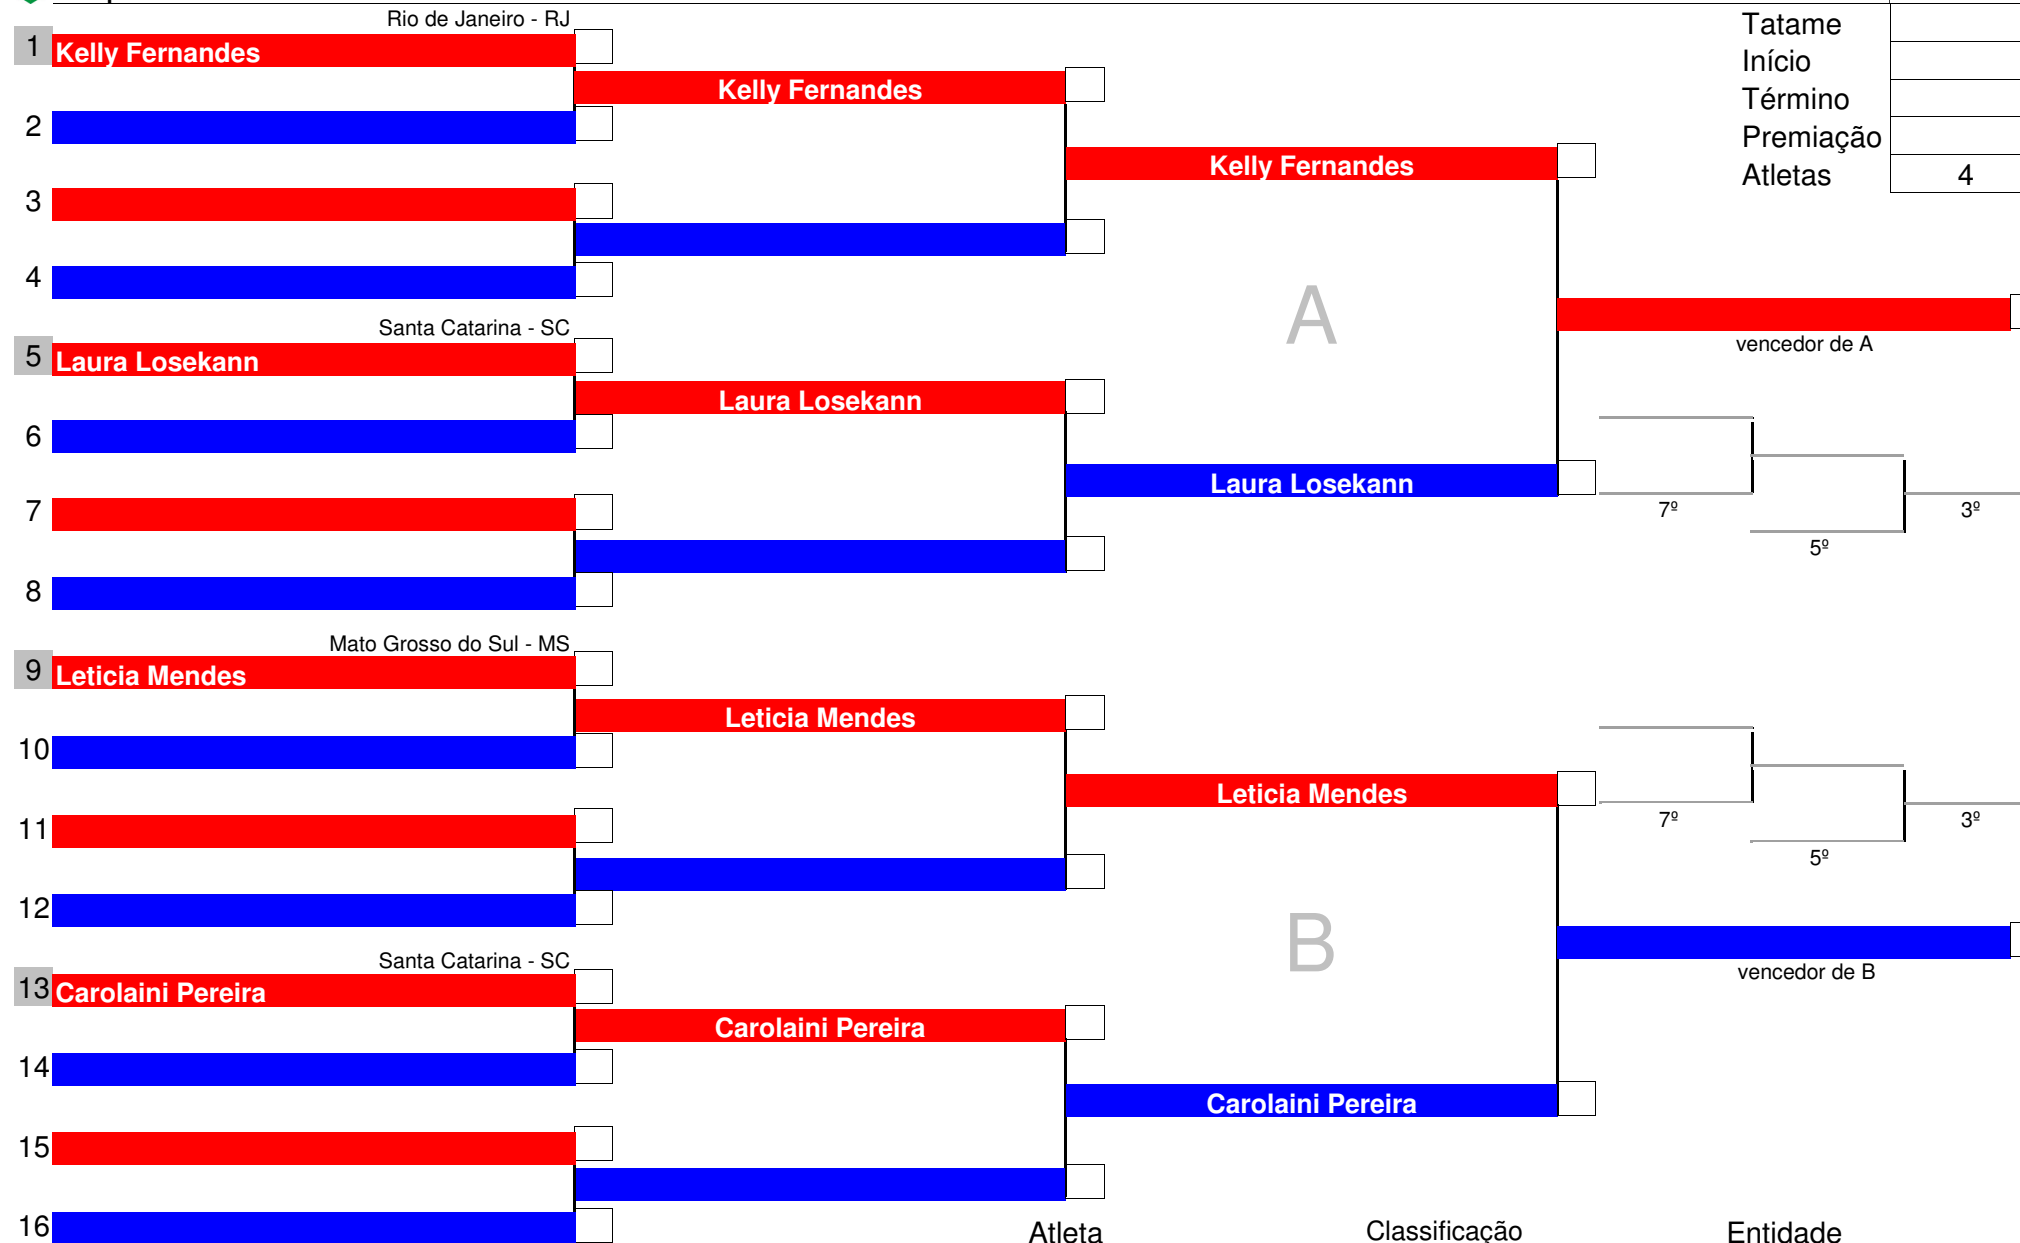 Rio de Janeiro - RJ
Tatame
1 Kelly Fernandes
Início
Kelly Fernandes
Término
2
Premiação
Kelly Fernandes
Atletas 4
3
4
A
Santa Catarina - SC
vencedor de A
5 Laura Losekann
Laura Losekann
6
Laura Losekann
7
7º
3º
5º
8
Mato Grosso do Sul - MS
9 Leticia Mendes
Leticia Mendes
10
Leticia Mendes
11
7º
3º
5º
12
B
Santa Catarina - SC
vencedor de B
13 Carolaini Pereira
Carolaini Pereira
14
Carolaini Pereira
15
16
Atleta Classificação Entidade